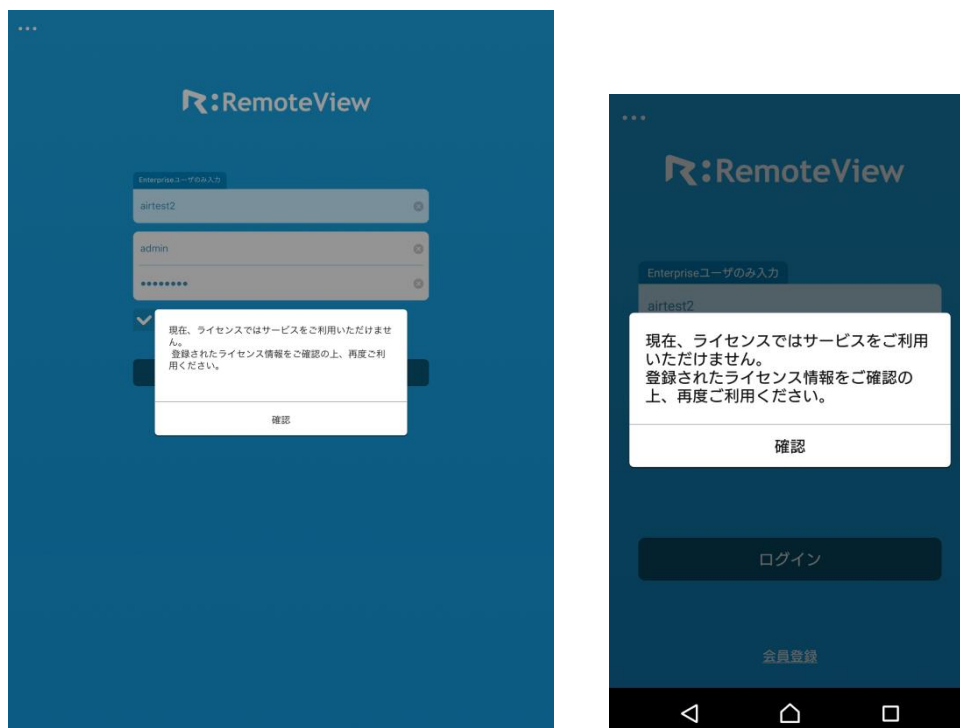 R:RemoteView
Enterpriseユーザのみ入力
airtest2
admin
••••••••
現在、ライセンスではサービスをご利用いただけませ
ん。
登録されたライセンス情報をご確認の上、再度ご利
用ください。
確認
R:RemoteView
Enterpriseユーザのみ入力
airtest2
現在、ライセンスではサービスをご利用
いただけません。
登録されたライセンス情報をご確認の
上、再度ご利用ください。
確認
ログイン
会員登録